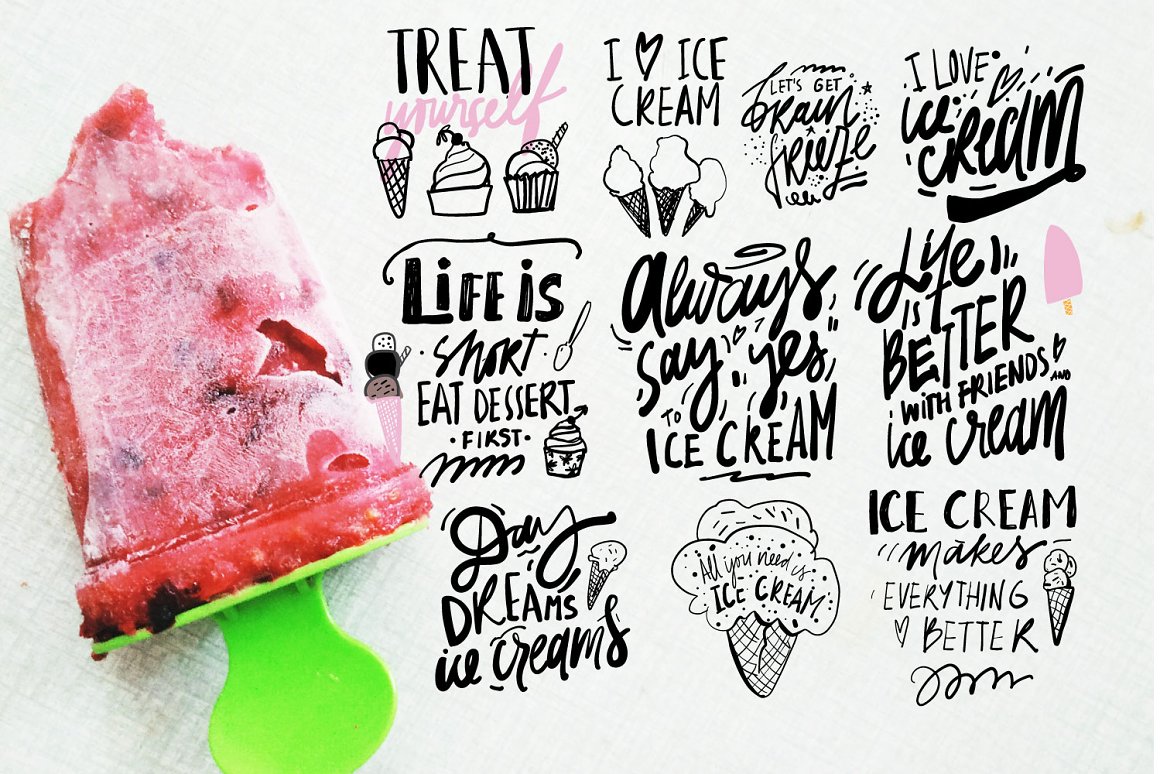 TREAT
yourself
I ICE
CREAM
LET'S GET
brain
freeze
I LOVE
ice
CREAM
LIFE IS
short
EAT DESSERT
FIRST
always
say "yes"
TO
ICE CREAM
Life
IS
BETTER
WITH FRIENDS
AND
ice cream
Day
DREAMS
ice creams
All you need is
ICE CREAM
ICE CREAM
makes
EVERYTHING
BETTER